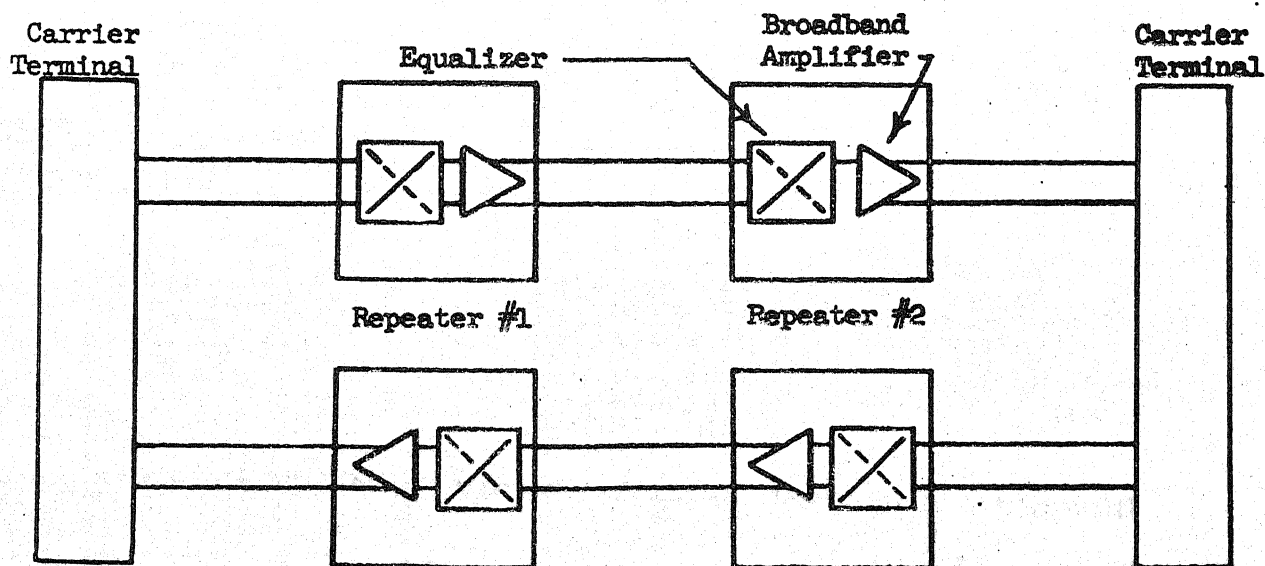 Carrier
Terminal
Equalizer
Broadband
Amplifier
Carrier
Terminal
Repeater #1
Repeater #2